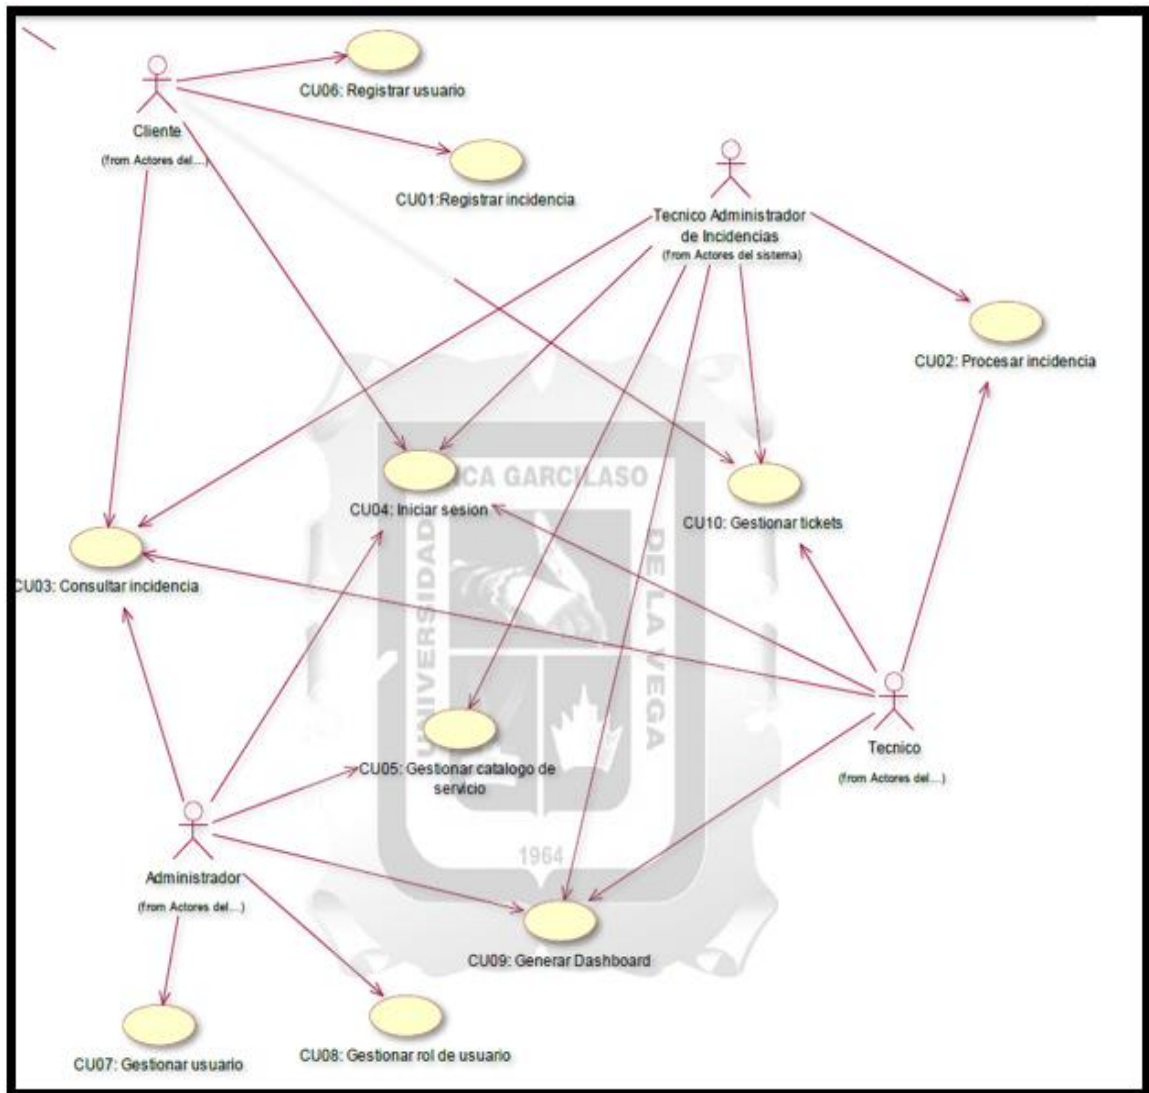 CU06: Registrar usuario
Cliente
(from Actores del...)
CU01:Registrar incidencia
Tecnico Administrador
de Incidencias
(from Actores del sistema)
CU02: Procesar incidencia
CU04: Iniciar sesion
CU10: Gestionar tickets
CU03: Consultar incidencia
CU05: Gestionar catalogo de
servicio
Tecnico
(from Actores del...)
Administrador
(from Actores del...)
CU09: Generar Dashboard
CU07: Gestionar usuario
CU08: Gestionar rol de usuario
UNIVERSIDAD
GARCILASO
DE LA VEGA
1964